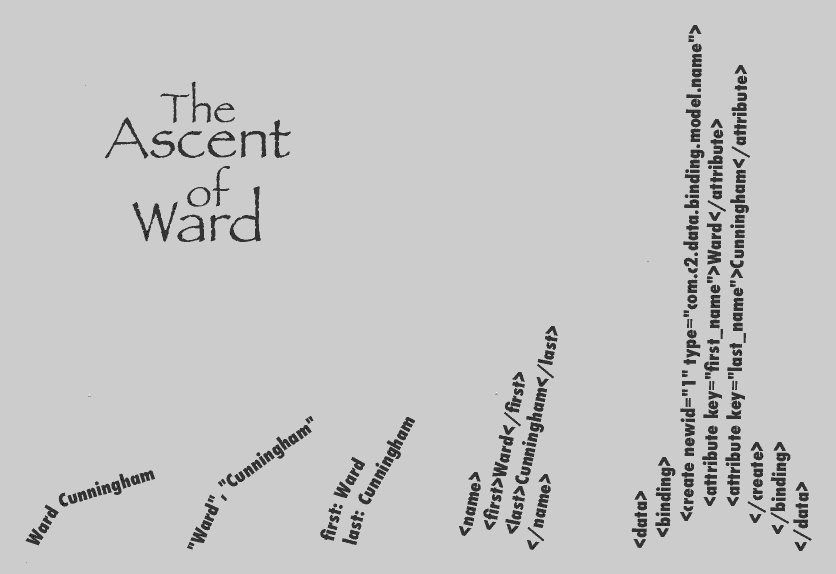 The
Ascent
of
Ward
Ward Cunningham
"Ward","Cunningham"
first: Ward
last: Cunningham
<name>
<first>Ward</first>
<last>Cunningham</last>
</name>
<data>
<binding>
<create newid="1" type="com.c2.data.binding.model.name">
<attribute key="first_name">Ward</attribute>
<attribute key="last_name">Cunningham</attribute>
</create>
</binding>
</data>